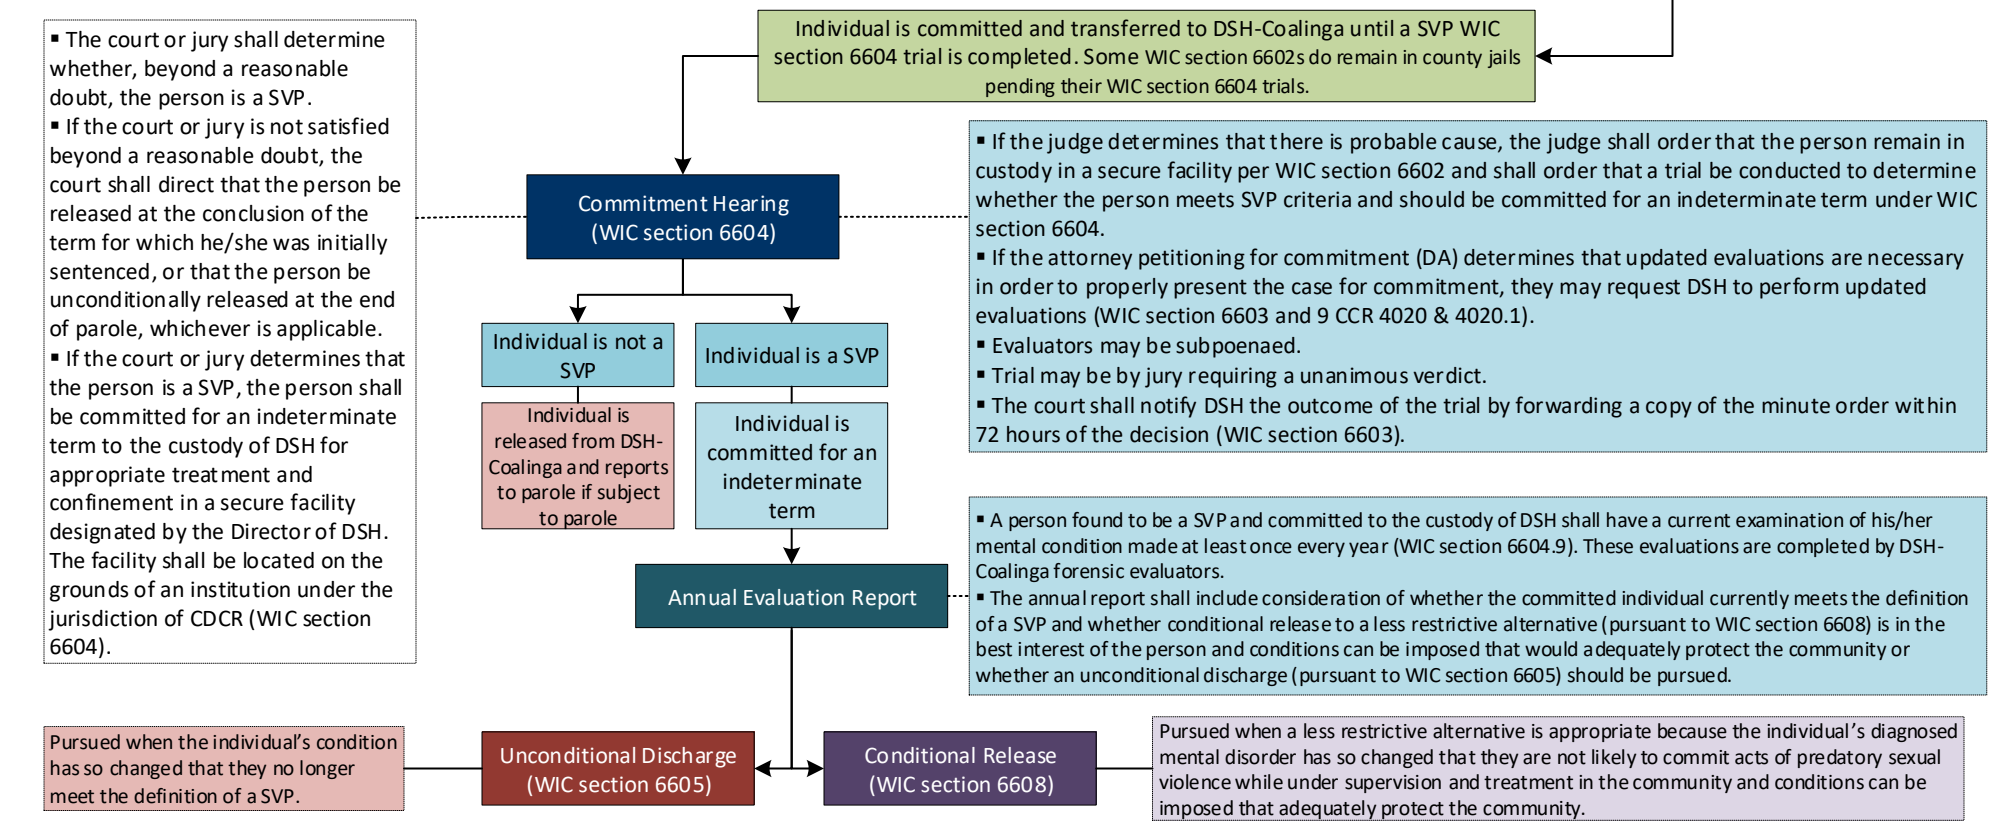 Individual is committed and transferred to DSH-Coalinga until a SVP WIC
section 6604 trial is completed. Some WIC section 6602s do remain in county jails
pending their WIC section 6604 trials.
▪ The court or jury shall determine
whether, beyond a reasonable
doubt, the person is a SVP.
▪ If the court or jury is not satisfied
beyond a reasonable doubt, the
court shall direct that the person be
released at the conclusion of the
term for which he/she was initially
sentenced, or that the person be
unconditionally released at the end
of parole, whichever is applicable.
▪ If the court or jury determines that
the person is a SVP, the person shall
be committed for an indeterminate
term to the custody of DSH for
appropriate treatment and
confinement in a secure facility
designated by the Director of DSH.
The facility shall be located on the
grounds of an institution under the
jurisdiction of CDCR (WIC section
6604).
Commitment Hearing
(WIC section 6604)
▪ If the judge determines that there is probable cause, the judge shall order that the person remain in
custody in a secure facility per WIC section 6602 and shall order that a trial be conducted to determine
whether the person meets SVP criteria and should be committed for an indeterminate term under WIC
section 6604.
▪ If the attorney petitioning for commitment (DA) determines that updated evaluations are necessary
in order to properly present the case for commitment, they may request DSH to perform updated
evaluations (WIC section 6603 and 9 CCR 4020 & 4020.1).
▪ Evaluators may be subpoenaed.
▪ Trial may be by jury requiring a unanimous verdict.
▪ The court shall notify DSH the outcome of the trial by forwarding a copy of the minute order within
72 hours of the decision (WIC section 6603).
Individual is not a
SVP
Individual is a SVP
Individual is
released from DSH-
Coalinga and reports
to parole if subject
to parole
Individual is
committed for an
indeterminate
term
Annual Evaluation Report
▪ A person found to be a SVP and committed to the custody of DSH shall have a current examination of his/her
mental condition made at least once every year (WIC section 6604.9). These evaluations are completed by DSH-
Coalinga forensic evaluators.
▪ The annual report shall include consideration of whether the committed individual currently meets the definition
of a SVP and whether conditional release to a less restrictive alternative (pursuant to WIC section 6608) is in the
best interest of the person and conditions can be imposed that would adequately protect the community or
whether an unconditional discharge (pursuant to WIC section 6605) should be pursued.
Pursued when the individual’s condition
has so changed that they no longer
meet the definition of a SVP.
Unconditional Discharge
(WIC section 6605)
Conditional Release
(WIC section 6608)
Pursued when a less restrictive alternative is appropriate because the individual’s diagnosed
mental disorder has so changed that they are not likely to commit acts of predatory sexual
violence while under supervision and treatment in the community and conditions can be
imposed that adequately protect the community.